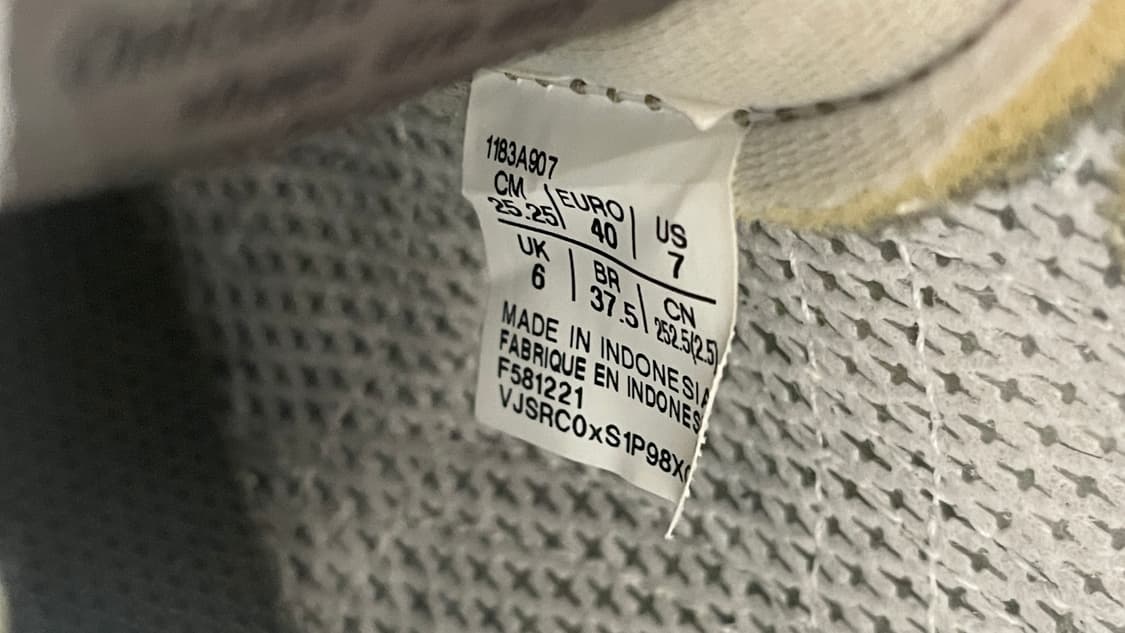 1183A907
CM EURO US
25.25 40 7
UK BR CN
6 37.5 252.5(2.5)
MADE IN INDONESIA
FABRIQUE EN INDONES
F581221
VJSRC0xS1P98X